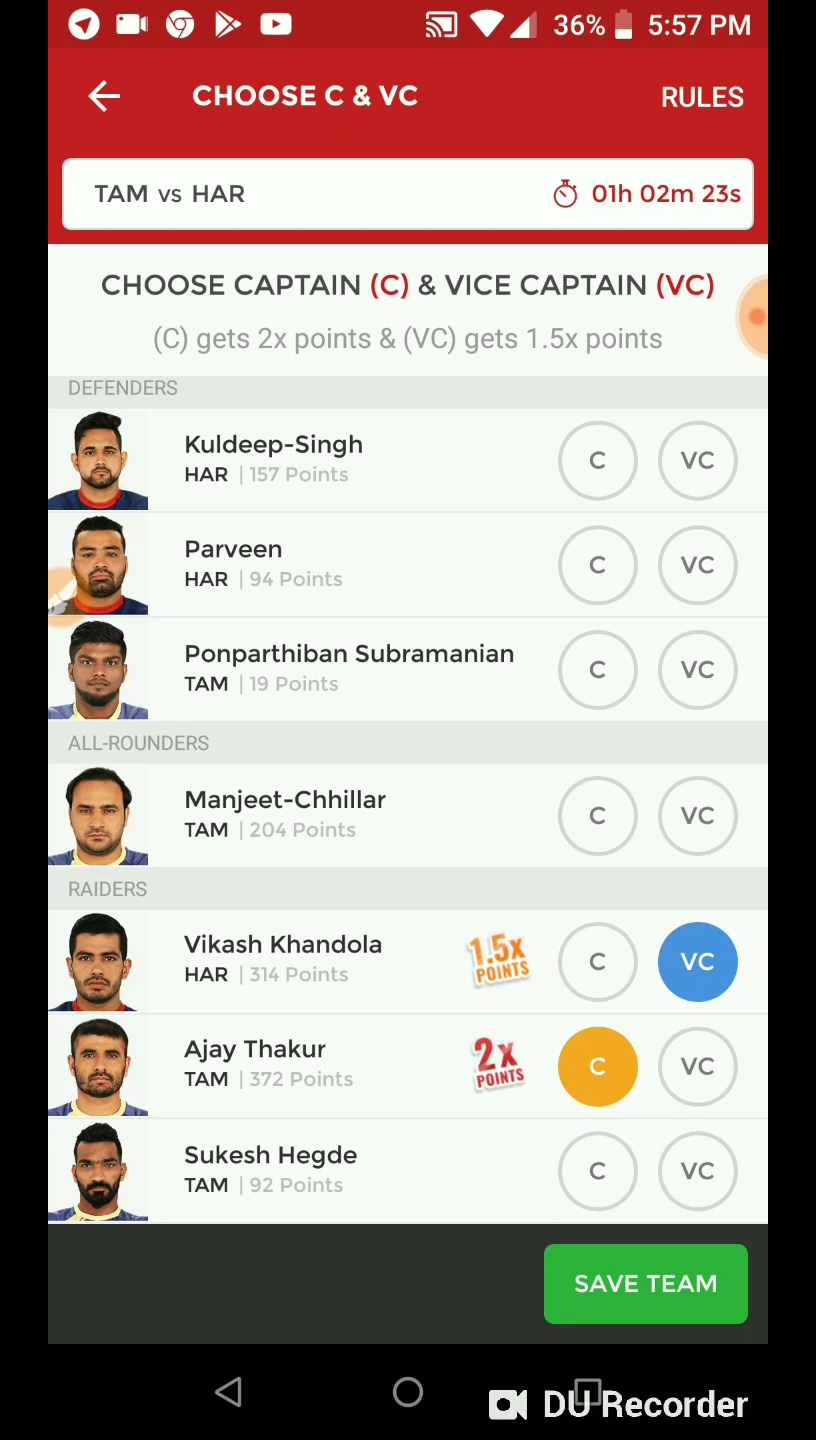 36% 5:57 PM
CHOOSE C & VC RULES
TAM vs HAR 01h 02m 23s
CHOOSE CAPTAIN (C) & VICE CAPTAIN (VC)
(C) gets 2x points & (VC) gets 1.5x points
DEFENDERS
Kuldeep-Singh
HAR | 157 Points
C VC
Parveen
HAR | 94 Points
C VC
Ponparthiban Subramanian
TAM | 19 Points
C VC
ALL-ROUNDERS
Manjeet-Chhillar
TAM | 204 Points
C VC
RAIDERS
Vikash Khandola
HAR | 314 Points
1.5x
POINTS
C VC
Ajay Thakur
TAM | 372 Points
2x
POINTS
C VC
Sukesh Hegde
TAM | 92 Points
C VC
SAVE TEAM
DU Recorder